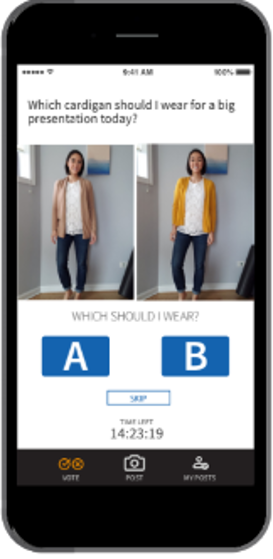 9:41 AM
100%
Which cardigan should I wear for a big
presentation today?
WHICH SHOULD I WEAR?
A
B
SKIP
TIME LEFT
14:23:19
VOTE
POST
MY POSTS